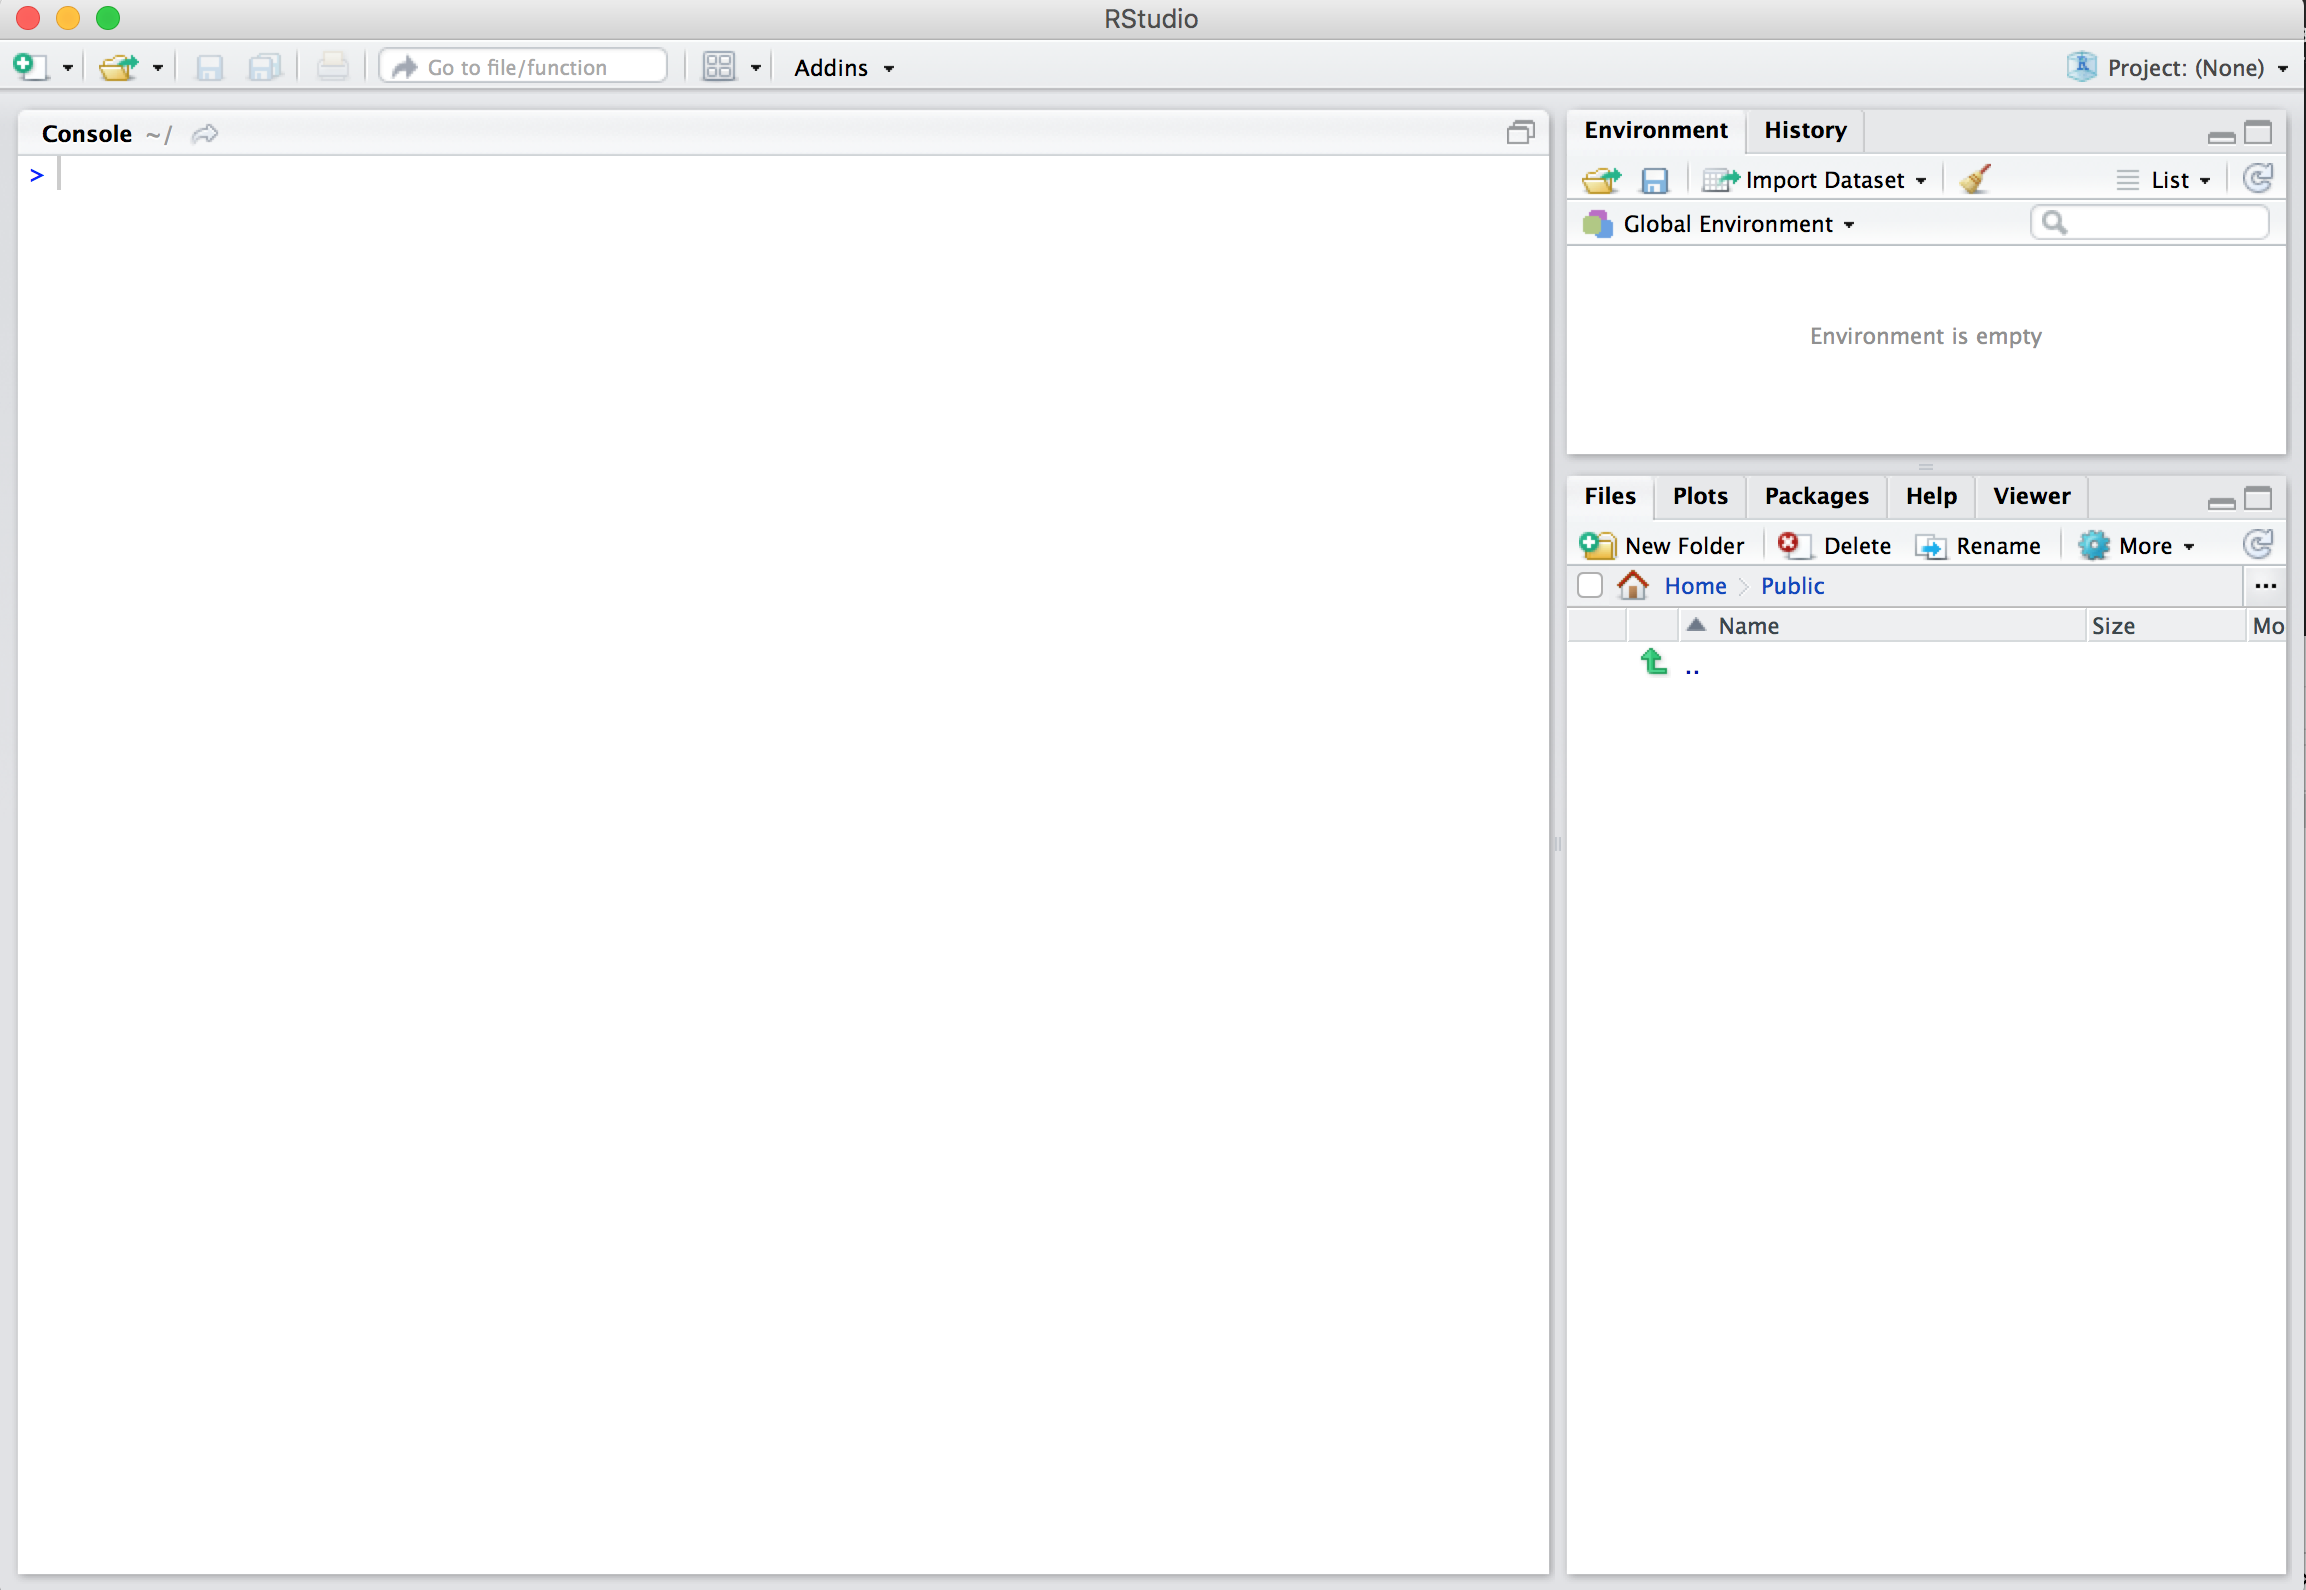 RStudio
Go to file/function
Addins
Project: (None)
Console ~/
>
Environment History
Import Dataset
List
Global Environment
Environment is empty
Files Plots Packages Help Viewer
New Folder Delete Rename More
Home Public ...
Name Size Mo
..